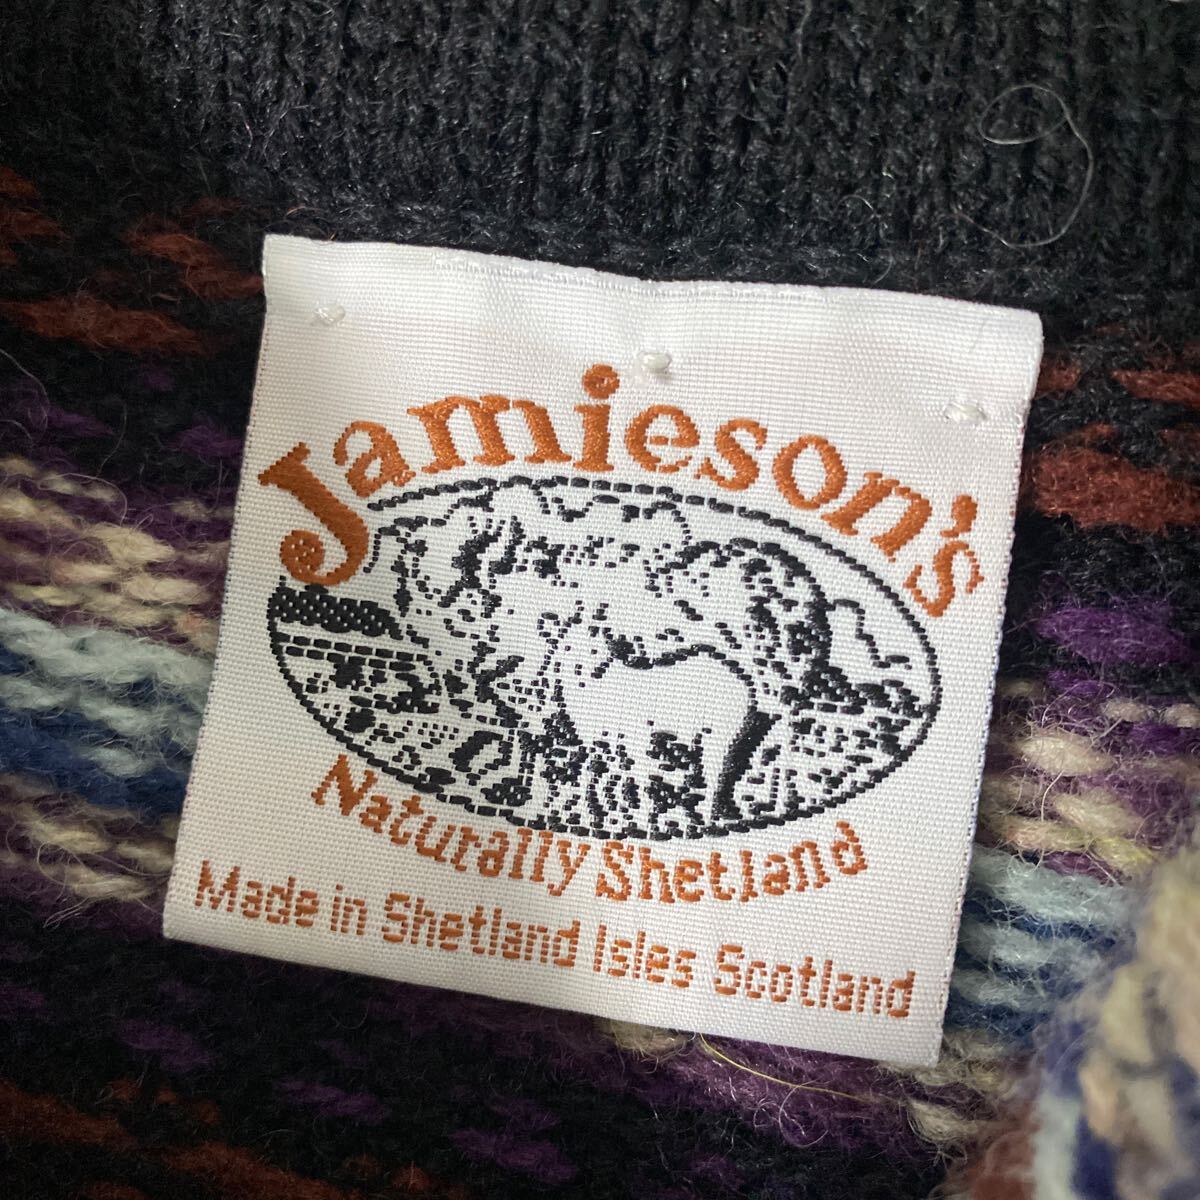 Jamieson's
Naturally Shetland
Made in Shetland Isles Scotland